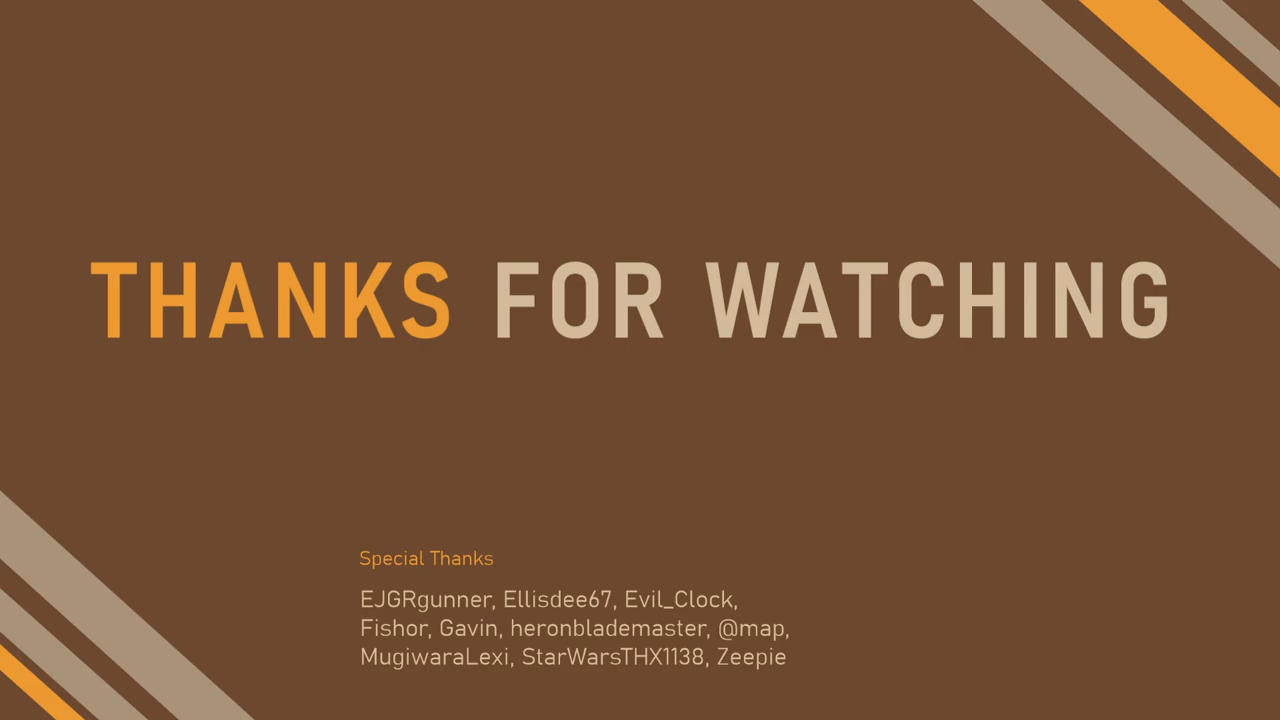 THANKS FOR WATCHING
Special Thanks
EJGRgunner, Ellisdee67, Evil_Clock,
Fishor, Gavin, heronblademaster, @map,
MugiwaraLexi, StarWarsTHX1138, Zeepie